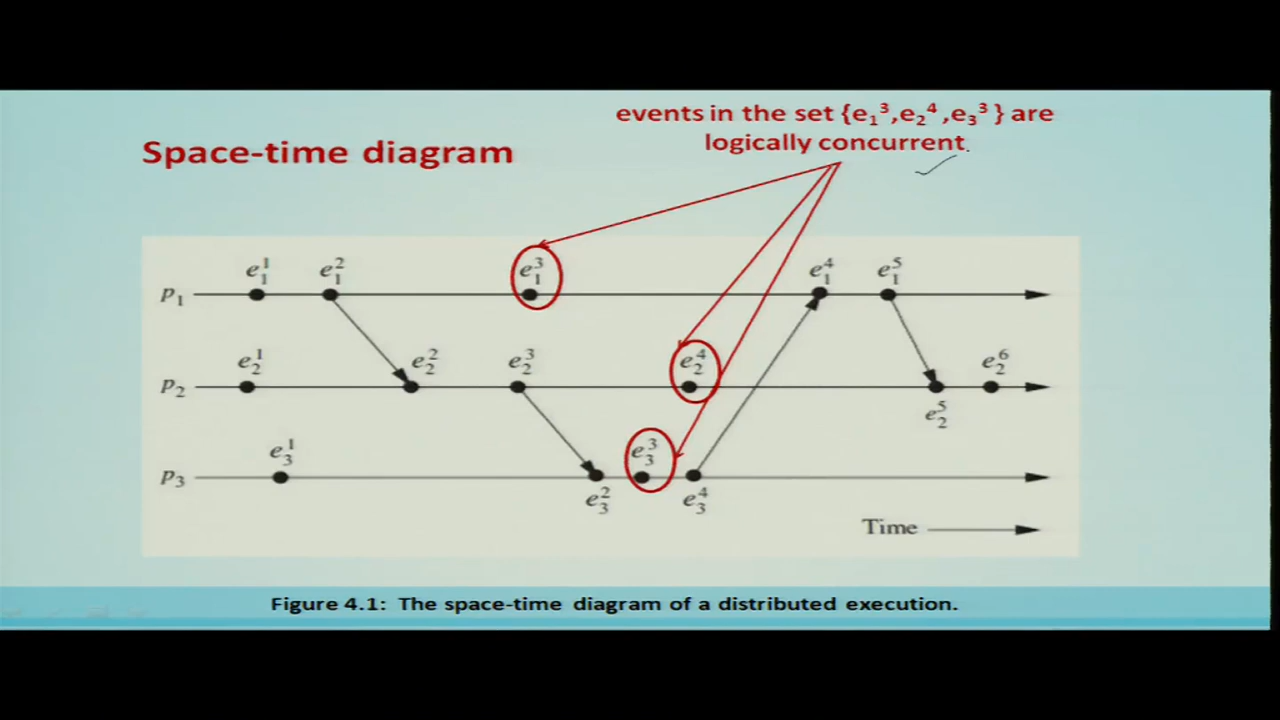 events in the set {e₁³,e₂⁴,e₃³} are
logically concurrent.
Space-time diagram
e₁¹ e₁² e₁³ e₁⁴ e₁⁵
P₁
e₂¹ e₂² e₂³ e₂⁴ e₂⁶
P₂
e₂⁵
e₃¹ e₃³
P₃
e₃² e₃⁴
Time
Figure 4.1: The space-time diagram of a distributed execution.